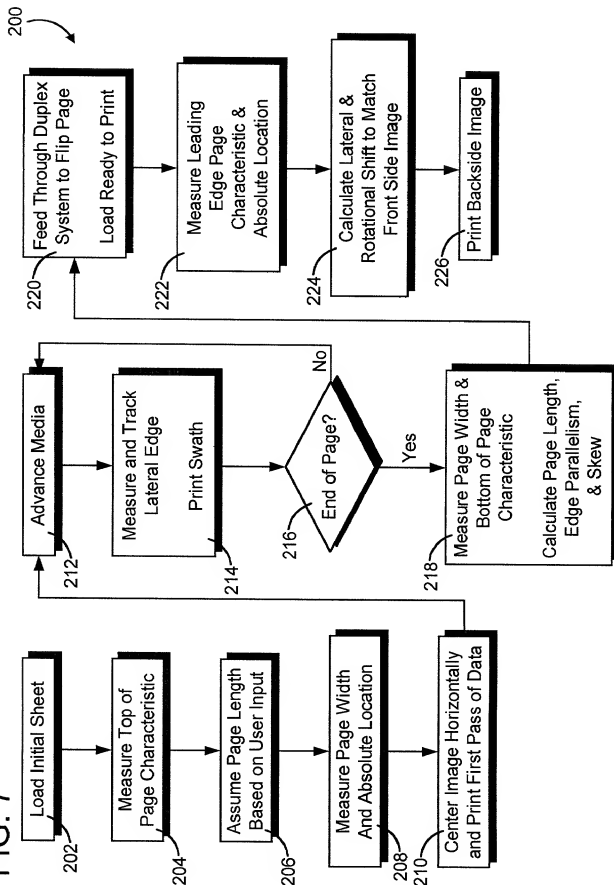 200
Load Initial Sheet
202
Measure Top of
Page Characteristic
204
Assume Page Length
Based on User Input
206
Measure Page Width
And Absolute Location
208
Center Image Horizontally
and Print First Pass of Data
210
Advance Media
212
Measure and Track
Lateral Edge
Print Swath
214
End of Page?
216
No
Yes
Measure Page Width &
Bottom of Page
Characteristic
Calculate Page Length,
Edge Parallelism,
& Skew
218
Feed Through Duplex
System to Flip Page
Load Ready to Print
220
Measure Leading
Edge Page
Characteristic &
Absolute Location
222
Calculate Lateral &
Rotational Shift to Match
Front Side Image
224
Print Backside Image
226